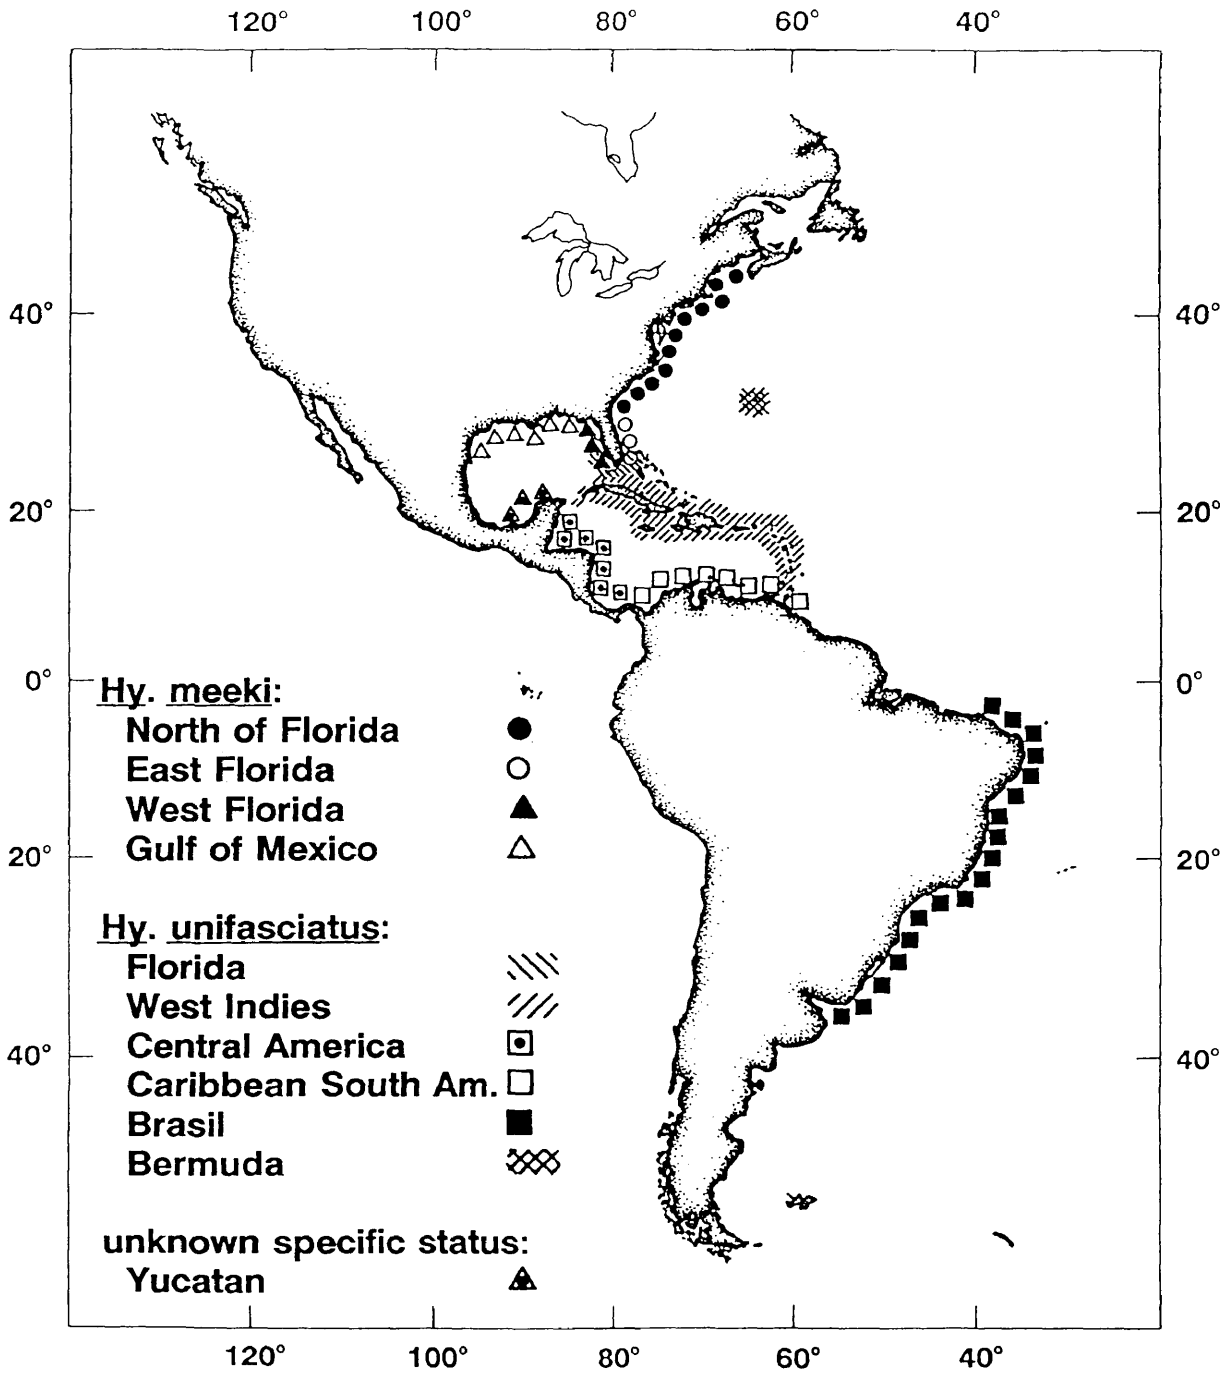 120° 100° 80° 60° 40°
40° 40°
20° 20°
0° 0°
Hy. meeki:
North of Florida
East Florida
West Florida
Gulf of Mexico
20° 20°
Hy. unifasciatus:
Florida
West Indies
Central America
40° 40°
Caribbean South Am.
Brasil
Bermuda
unknown specific status:
Yucatan
120° 100° 80° 60° 40°